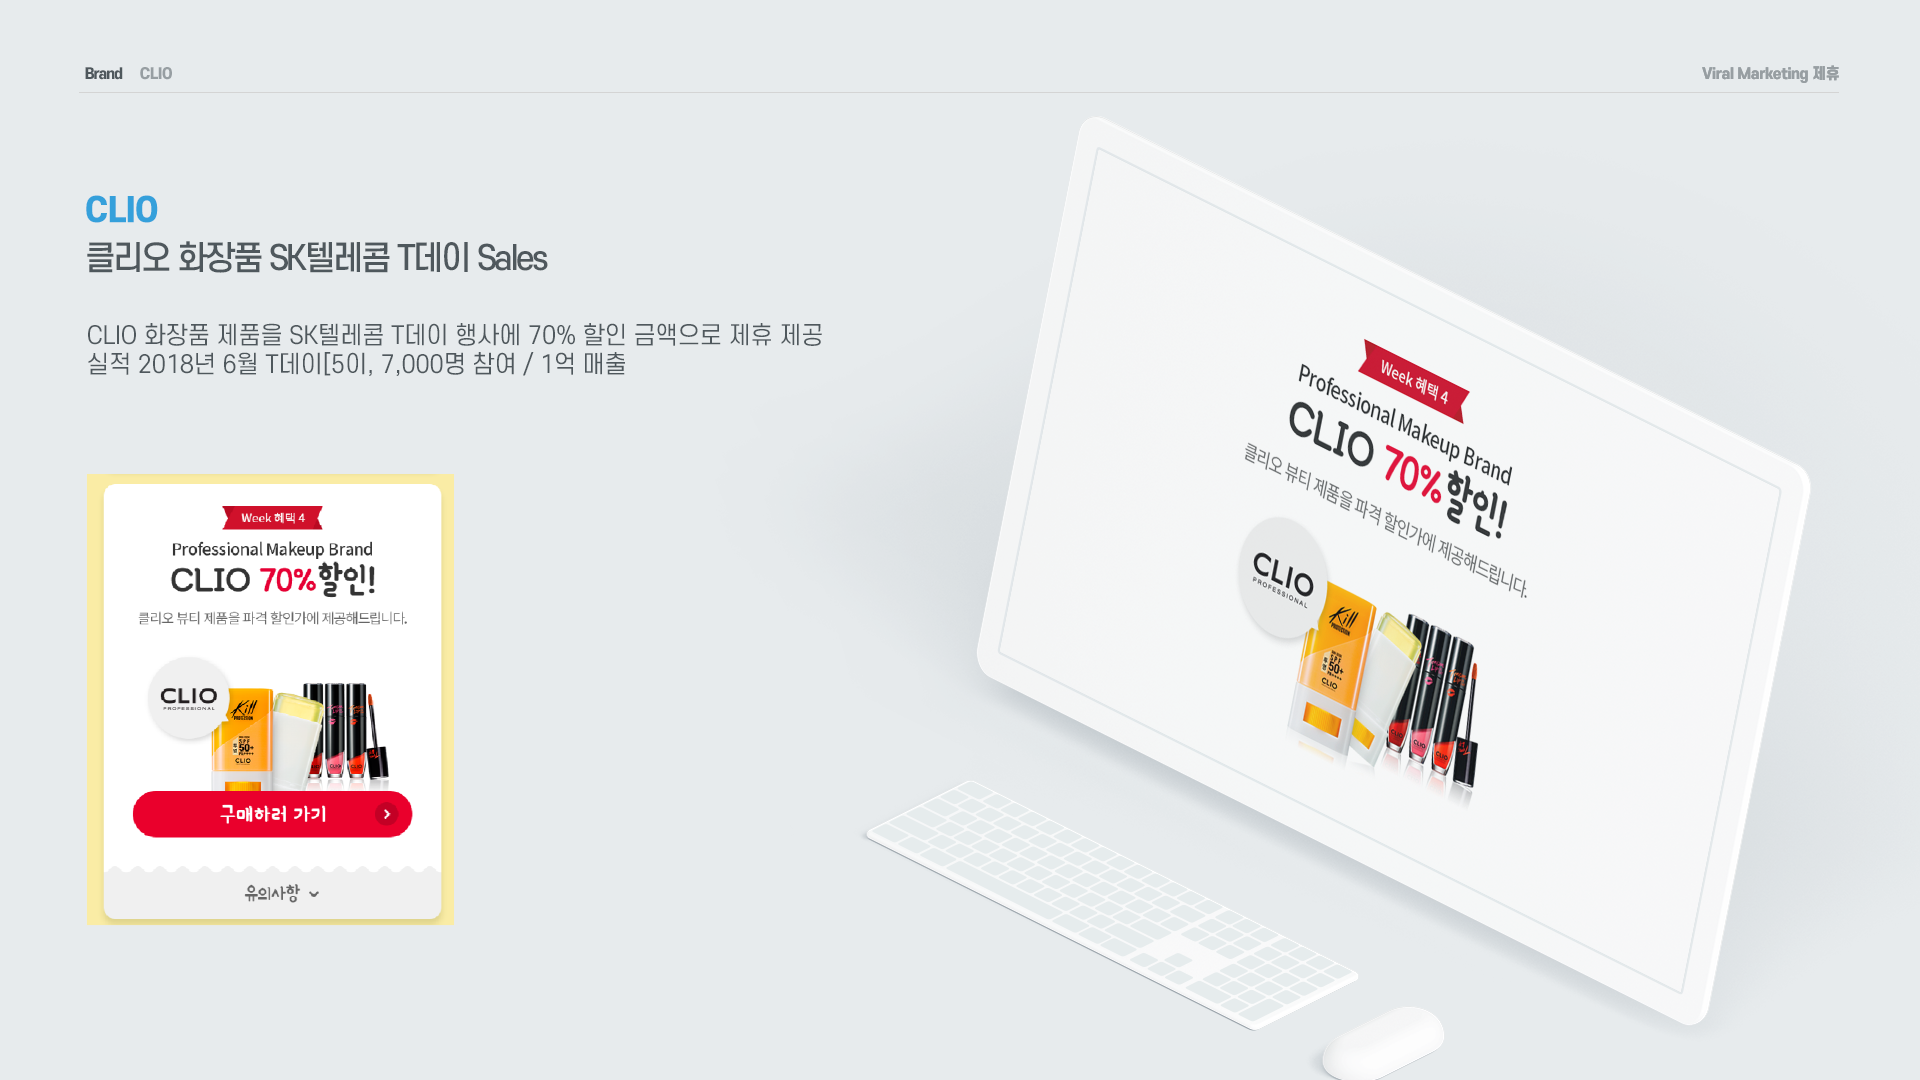 Brand CLIO
Viral Marketing 제휴
CLIO
클리오 화장품 SK텔레콤 T데이 Sales
CLIO 화장품 제품을 SK텔레콤 T데이 행사에 70% 할인 금액으로 제휴 제공
실적 2018년 6월 T데이[5이, 7,000명 참여 / 1억 매출
Week 혜택 4
Professional Makeup Brand
CLIO 70% 할인!
클리오 뷰티 제품을 파격 할인가에 제공해드립니다.
CLIO
PROFESSIONAL
Kill
PROTECTION
SPF
50+
PA++++
CLIO
구매하러 가기
유의사항
Week 혜택 4
Professional Makeup Brand
CLIO 70% 할인!
클리오 뷰티 제품을 파격 할인가에 제공해드립니다.
CLIO
PROFESSIONAL
Kill
PROTECTION
SPF
50+
PA++++
CLIO